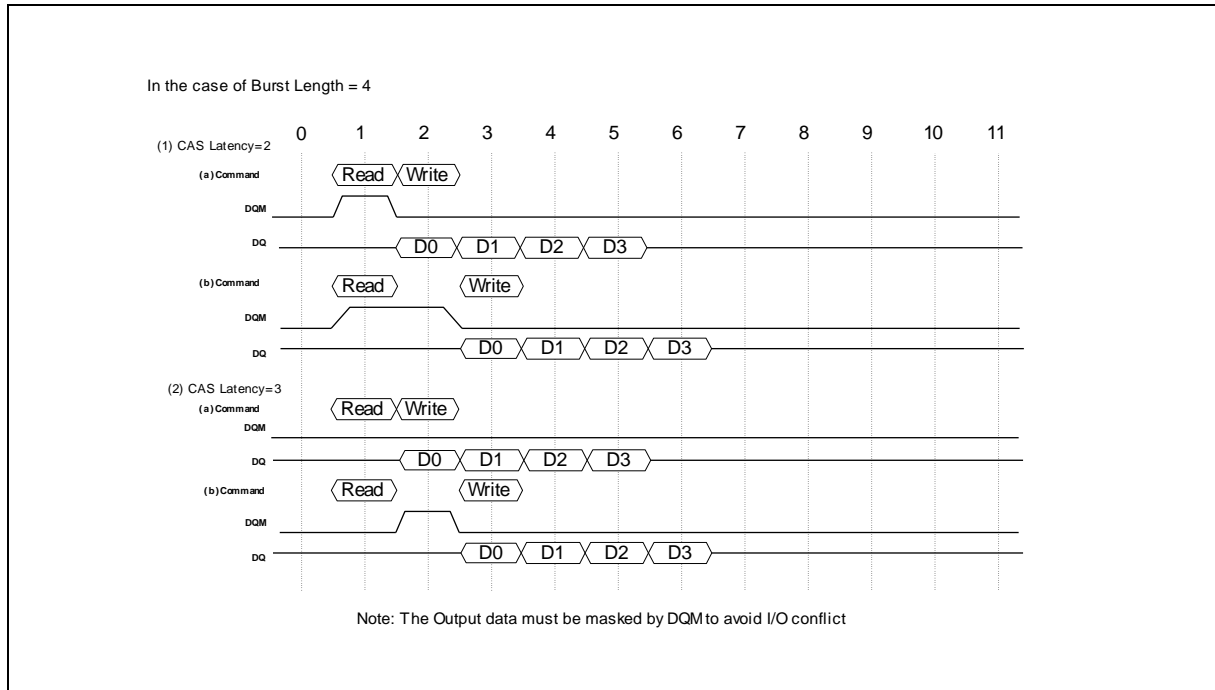 In the case of Burst Length = 4
0 1 2 3 4 5 6 7 8 9 10 11
(1) CAS Latency=2
(a)Command Read Write
DQM
DQ D0 D1 D2 D3
(b)Command Read Write
DQM
DQ D0 D1 D2 D3
(2) CAS Latency=3
(a)Command Read Write
DQM
DQ D0 D1 D2 D3
(b)Command Read Write
DQM
DQ D0 D1 D2 D3
Note: The Output data must be masked by DQM to avoid I/O conflict